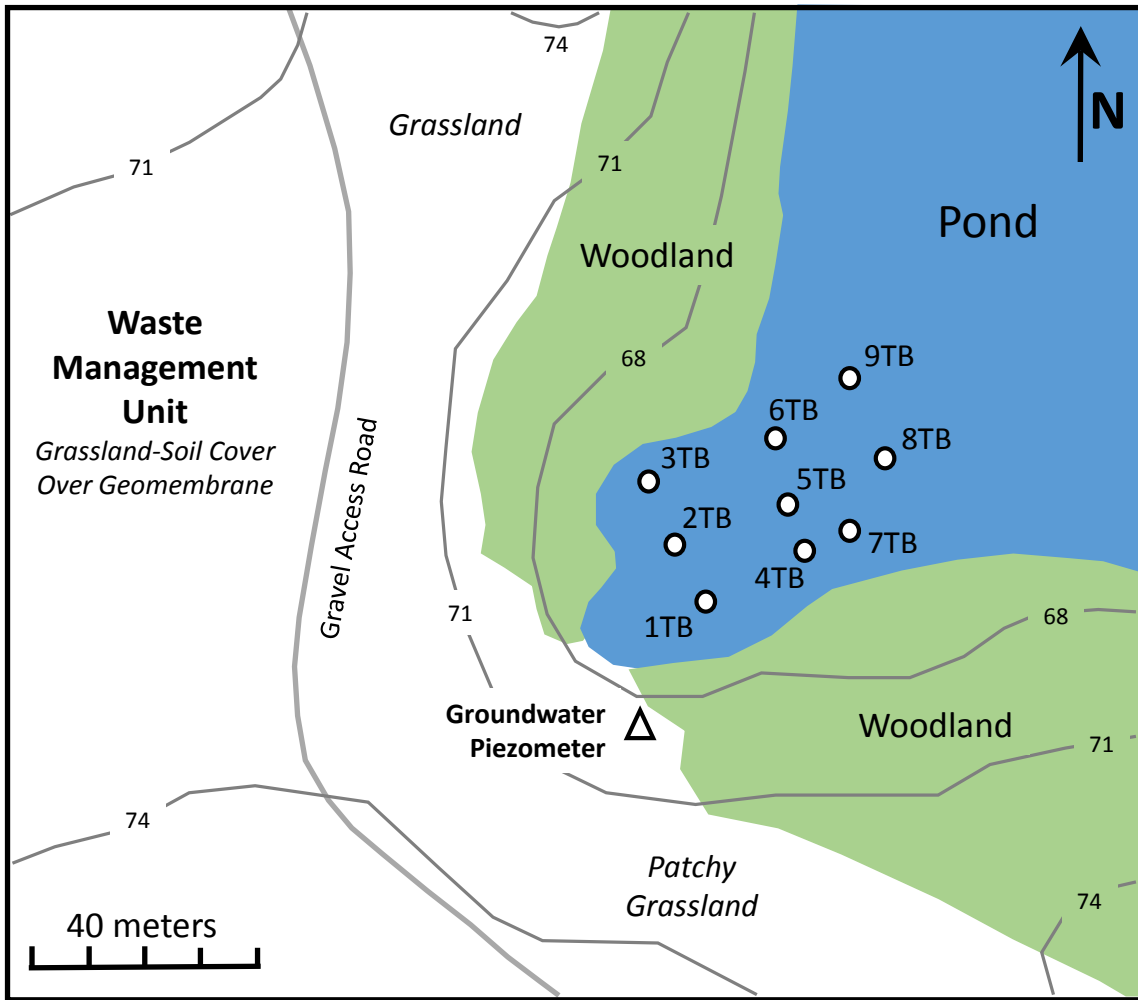 74
N
Grassland
71
71
Pond
Woodland
Waste
Management
Unit
Grassland-Soil Cover
Over Geomembrane
68
9TB
6TB
8TB
3TB
5TB
2TB
7TB
4TB
Gravel Access Road
71
1TB
68
Groundwater
Piezometer
Woodland
71
74
Patchy
Grassland
74
40 meters